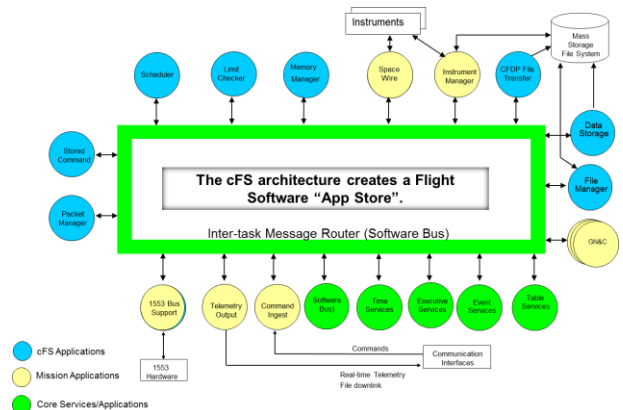 Instruments
Mass
Storage
File System
Scheduler
Limit
Checker
Memory
Manager
Space
Wire
Instrument
Manager
CFDP File
Transfer
Stored
Command
Data
Storage
The cFS architecture creates a Flight
Software “App Store”.
File
Manager
Packet
Manager
Inter-task Message Router (Software Bus)
GN&C
1553 Bus
Support
Telemetry
Output
Command
Ingest
Software
Bus)
Time
Services
Executive
Services
Event
Services
Table
Services
cFS Applications
Mission Applications
Core Services/Applications
1553
Hardware
Commands
Real-time Telemetry
File downlink
Communication
Interfaces